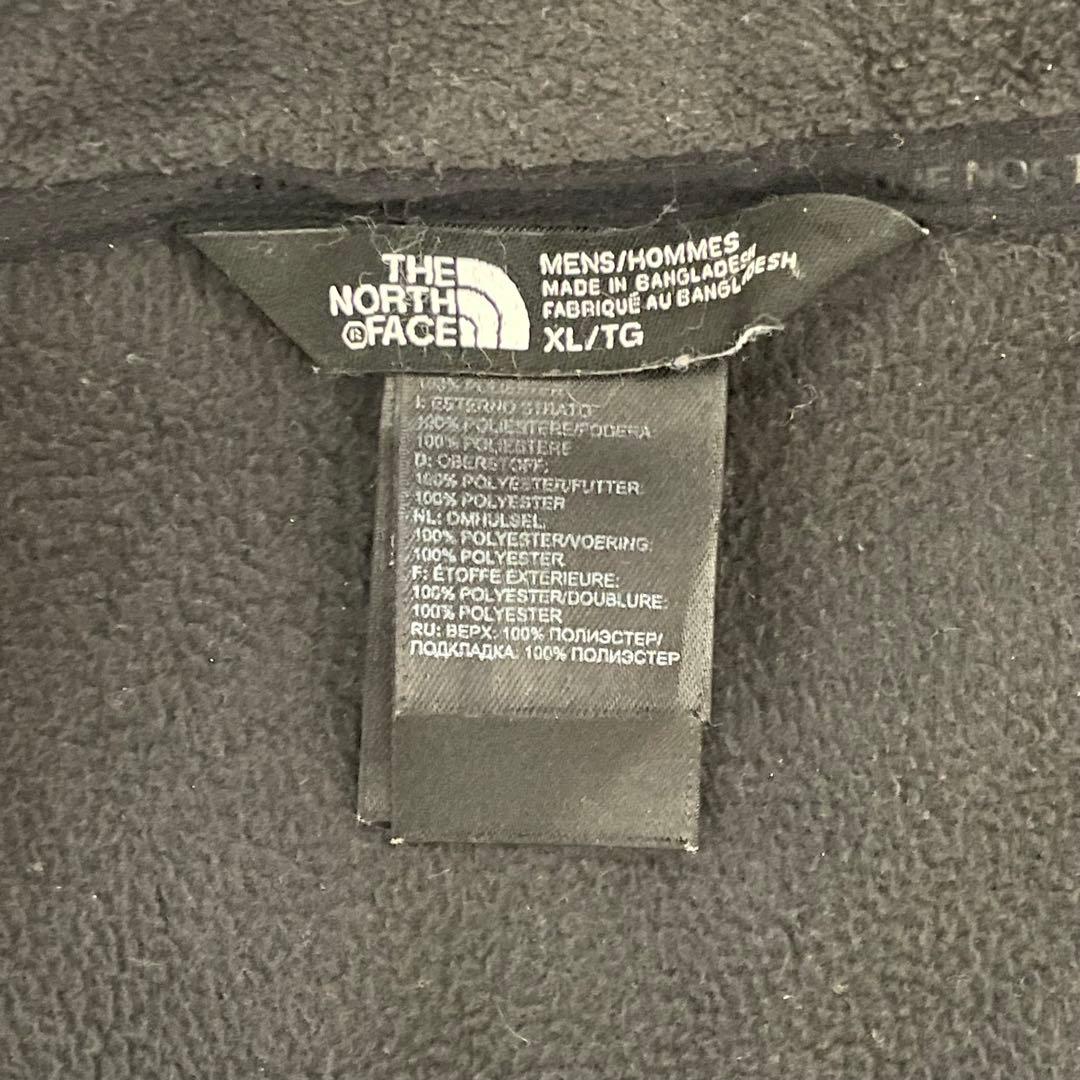 THE
NORTH
®FACE
MENS/HOMMES
MADE IN BANGLADESH
FABRIQUÉ AU BANGLADESH
XL/TG
I: ESTERNO STRATO
100% POLIESTERE/FODERA
100% POLIESTERE
D: OBERSTOFF:
100% POLYESTER/FUTTER:
100% POLYESTER
NL: OMHULSEL:
100% POLYESTER/VOERING:
100% POLYESTER
F: ÉTOFFE EXTÉRIEURE:
100% POLYESTER/DOUBLURE:
100% POLYESTER
RU: ВЕРХ: 100% ПОЛИЭСТЕР/
ПОДКЛАДКА: 100% ПОЛИЭСТЕР